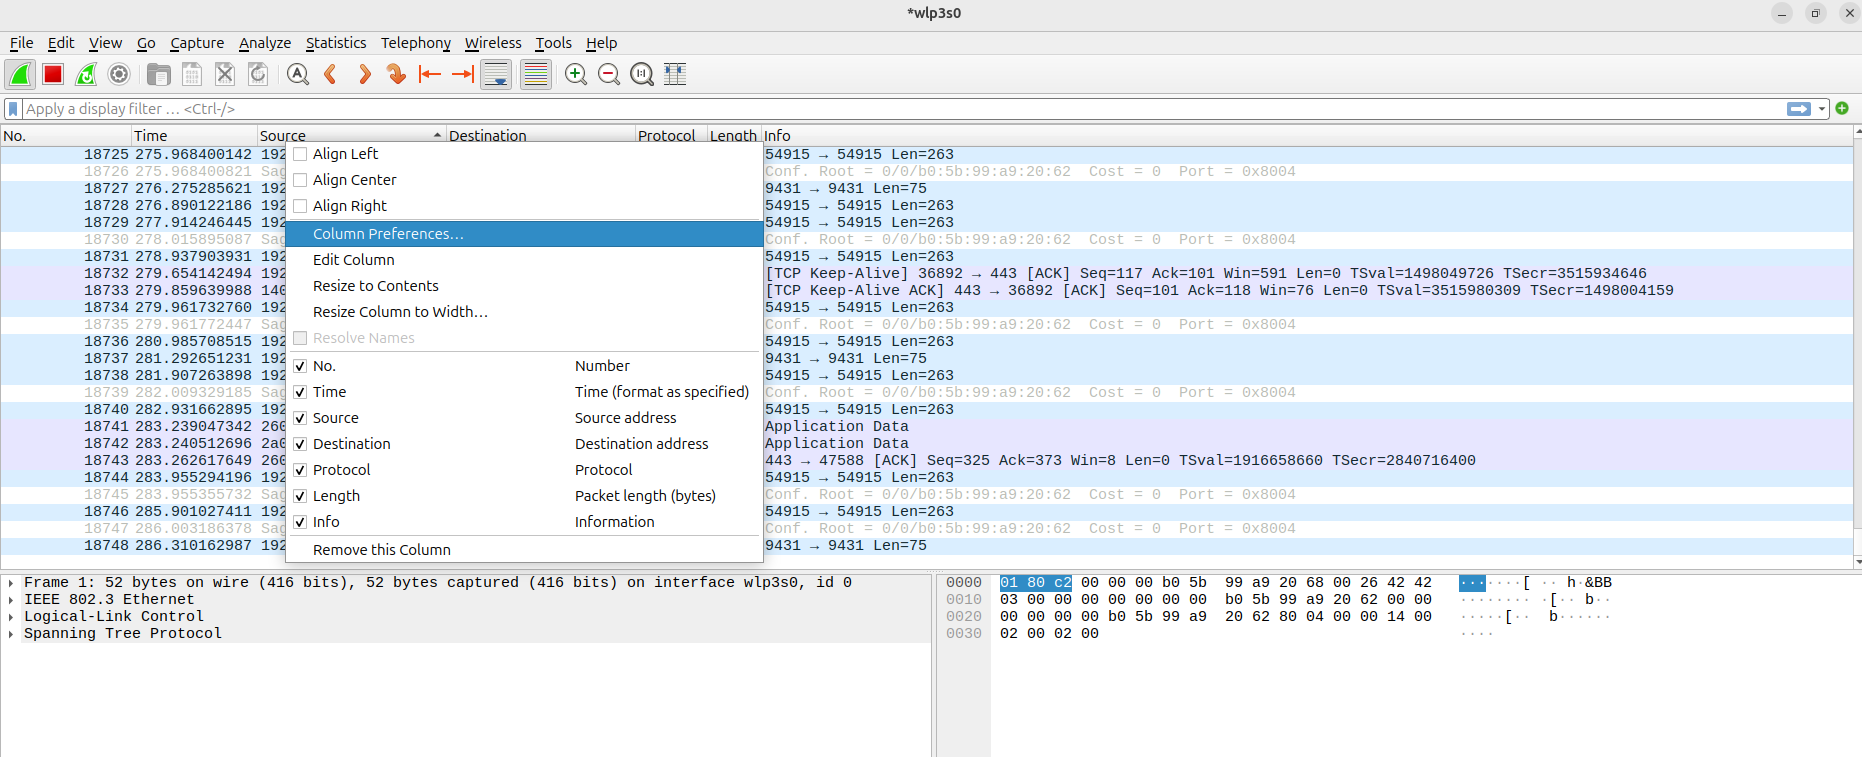 *wlp3s0
File Edit View Go Capture Analyze Statistics Telephony Wireless Tools Help
Apply a display filter … <Ctrl-/>
No. Time Source Destination Protocol Length Info
18725 275.968400142 192 54915 → 54915 Len=263
18726 275.968400821 Sag Conf. Root = 0/0/b0:5b:99:a9:20:62 Cost = 0 Port = 0x8004
18727 276.275285621 192 9431 → 9431 Len=75
18728 276.890122186 192 54915 → 54915 Len=263
18729 277.914246445 192 54915 → 54915 Len=263
18730 278.015895087 Sag Conf. Root = 0/0/b0:5b:99:a9:20:62 Cost = 0 Port = 0x8004
18731 278.937903931 192 54915 → 54915 Len=263
18732 279.654142494 192 [TCP Keep-Alive] 36892 → 443 [ACK] Seq=117 Ack=101 Win=591 Len=0 TSval=1498049726 TSecr=3515934646
18733 279.859639988 140 [TCP Keep-Alive ACK] 443 → 36892 [ACK] Seq=101 Ack=118 Win=76 Len=0 TSval=3515980309 TSecr=1498004159
18734 279.961732760 192 54915 → 54915 Len=263
18735 279.961772447 Sag Conf. Root = 0/0/b0:5b:99:a9:20:62 Cost = 0 Port = 0x8004
18736 280.985708515 192 54915 → 54915 Len=263
18737 281.292651231 192 9431 → 9431 Len=75
18738 281.907263898 192 54915 → 54915 Len=263
18739 282.009329185 Sag Conf. Root = 0/0/b0:5b:99:a9:20:62 Cost = 0 Port = 0x8004
18740 282.931662895 192 54915 → 54915 Len=263
18741 283.239047342 260 Application Data
18742 283.240512696 2a0 Application Data
18743 283.262617649 260 443 → 47588 [ACK] Seq=325 Ack=373 Win=8 Len=0 TSval=1916658660 TSecr=2840716400
18744 283.955294196 192 54915 → 54915 Len=263
18745 283.955355732 Sag Conf. Root = 0/0/b0:5b:99:a9:20:62 Cost = 0 Port = 0x8004
18746 285.901027411 192 54915 → 54915 Len=263
18747 286.003186378 Sag Conf. Root = 0/0/b0:5b:99:a9:20:62 Cost = 0 Port = 0x8004
18748 286.310162987 192 9431 → 9431 Len=75
Align Left
Align Center
Align Right
Column Preferences…
Edit Column
Resize to Contents
Resize Column to Width…
Resolve Names
No. Number
Time Time (format as specified)
Source Source address
Destination Destination address
Protocol Protocol
Length Packet length (bytes)
Info Information
Remove this Column
Frame 1: 52 bytes on wire (416 bits), 52 bytes captured (416 bits) on interface wlp3s0, id 0
IEEE 802.3 Ethernet
Logical-Link Control
Spanning Tree Protocol
0000 01 80 c2 00 00 00 b0 5b 99 a9 20 68 00 26 42 42 ·······[ ·· h·&BB
0010 03 00 00 00 00 00 00 00 b0 5b 99 a9 20 62 00 00 ········ ·[·· b··
0020 00 00 00 00 b0 5b 99 a9 20 62 80 04 00 00 14 00 ·····[·· b······
0030 02 00 02 00 ····